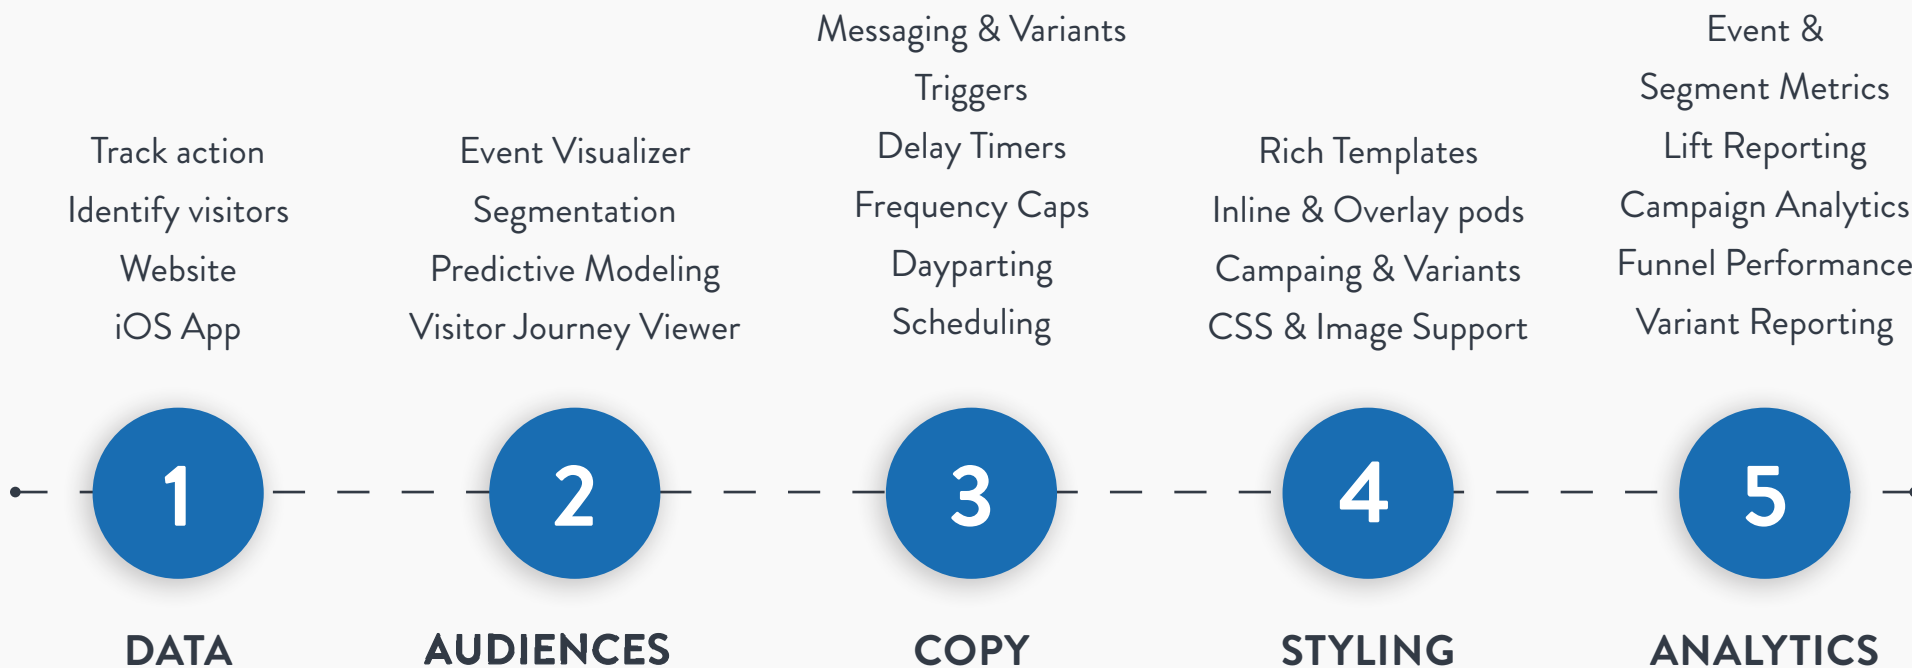 Track action
Identify visitors
Website
iOS App
1
DATA
Event Visualizer
Segmentation
Predictive Modeling
Visitor Journey Viewer
2
AUDIENCES
Messaging & Variants
Triggers
Delay Timers
Frequency Caps
Dayparting
Scheduling
3
COPY
Rich Templates
Inline & Overlay pods
Campaing & Variants
CSS & Image Support
4
STYLING
Event &
Segment Metrics
Lift Reporting
Campaign Analytics
Funnel Performance
Variant Reporting
5
ANALYTICS